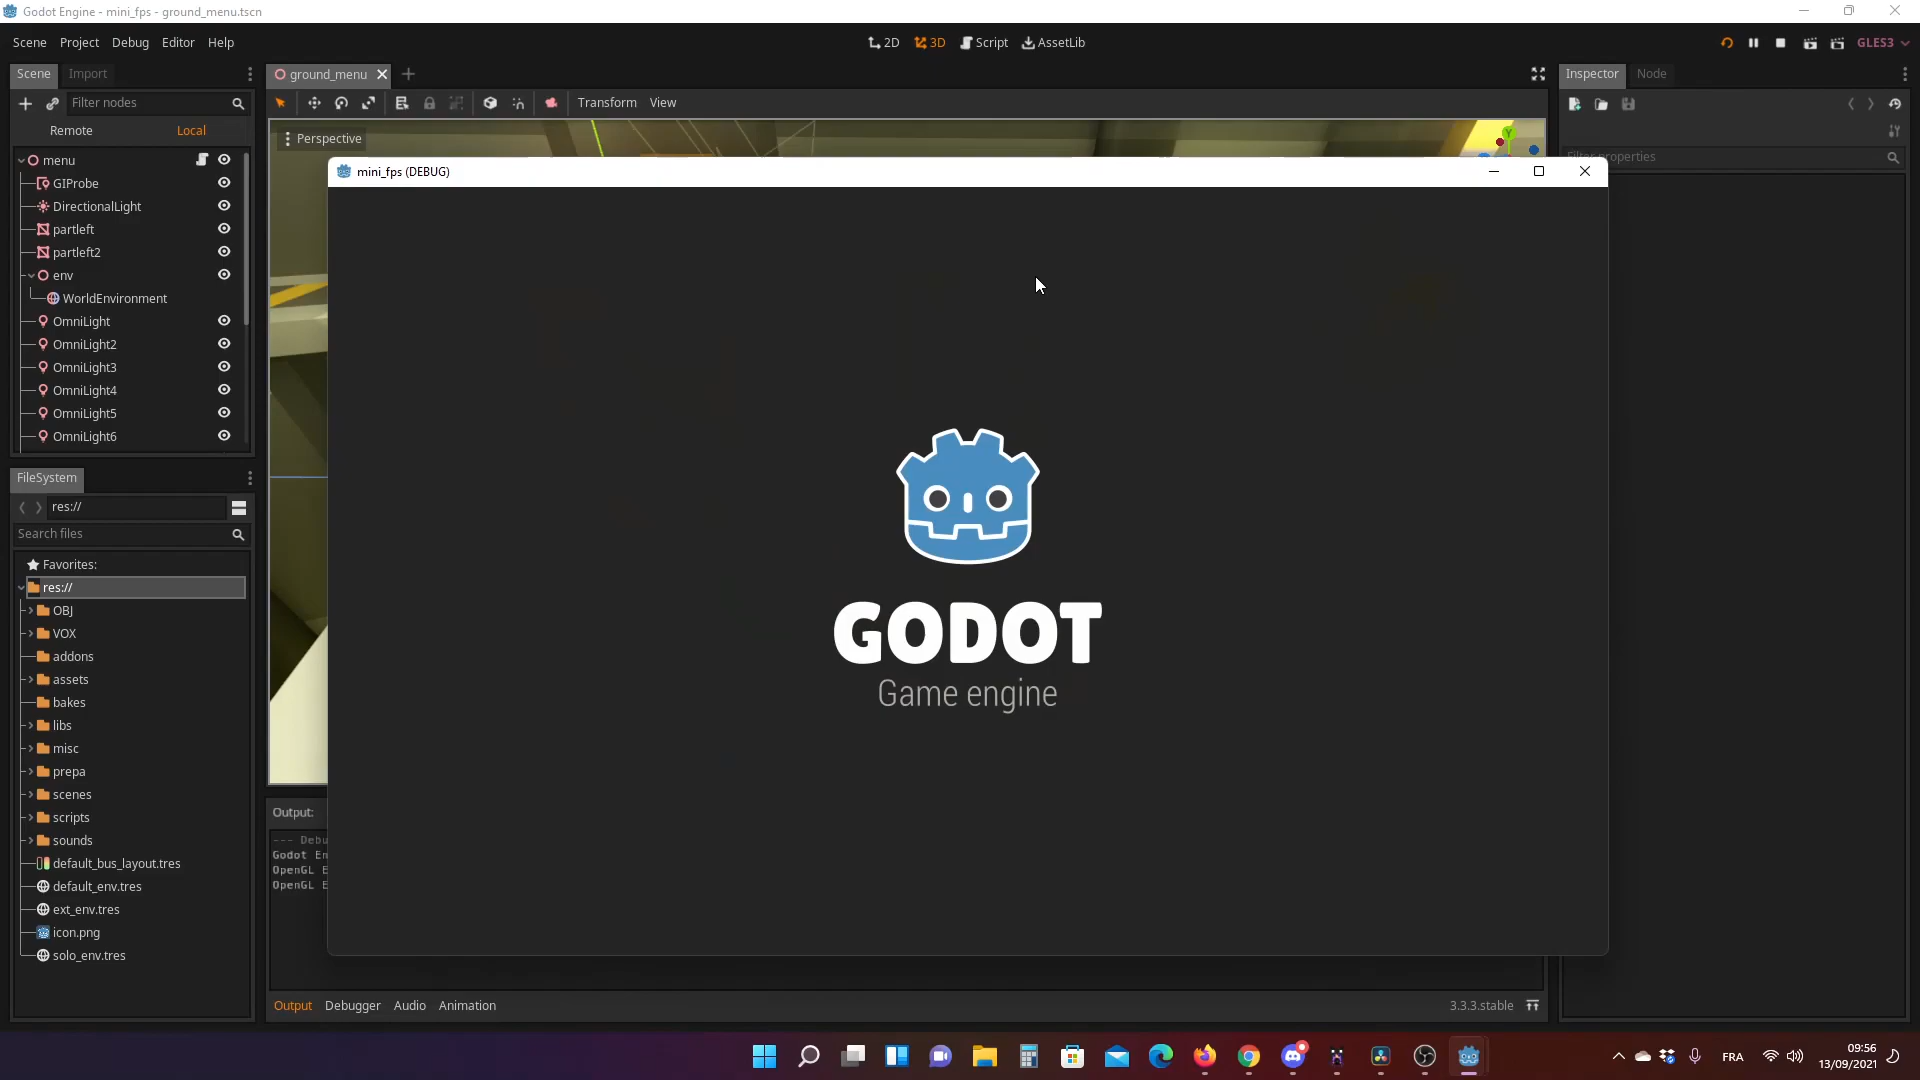 Godot Engine - mini_fps - ground_menu.tscn
Scene Project Debug Editor Help
2D 3D Script AssetLib
GLES3
Scene Import
ground_menu
Inspector Node
Filter nodes
Transform View
Remote Local
Perspective
Y
Filter properties
mini_fps (DEBUG)
menu
GIProbe
DirectionalLight
partleft
partleft2
env
WorldEnvironment
OmniLight
OmniLight2
OmniLight3
OmniLight4
OmniLight5
OmniLight6
GODOT
Game engine
FileSystem
res://
Search files
Favorites:
res://
OBJ
VOX
addons
assets
bakes
libs
misc
prepa
scenes
scripts
sounds
default_bus_layout.tres
default_env.tres
ext_env.tres
icon.png
solo_env.tres
Output:
--- Debu
Godot En
OpenGL E
OpenGL E
Output Debugger Audio Animation
3.3.3.stable
FRA
09:56
13/09/2021